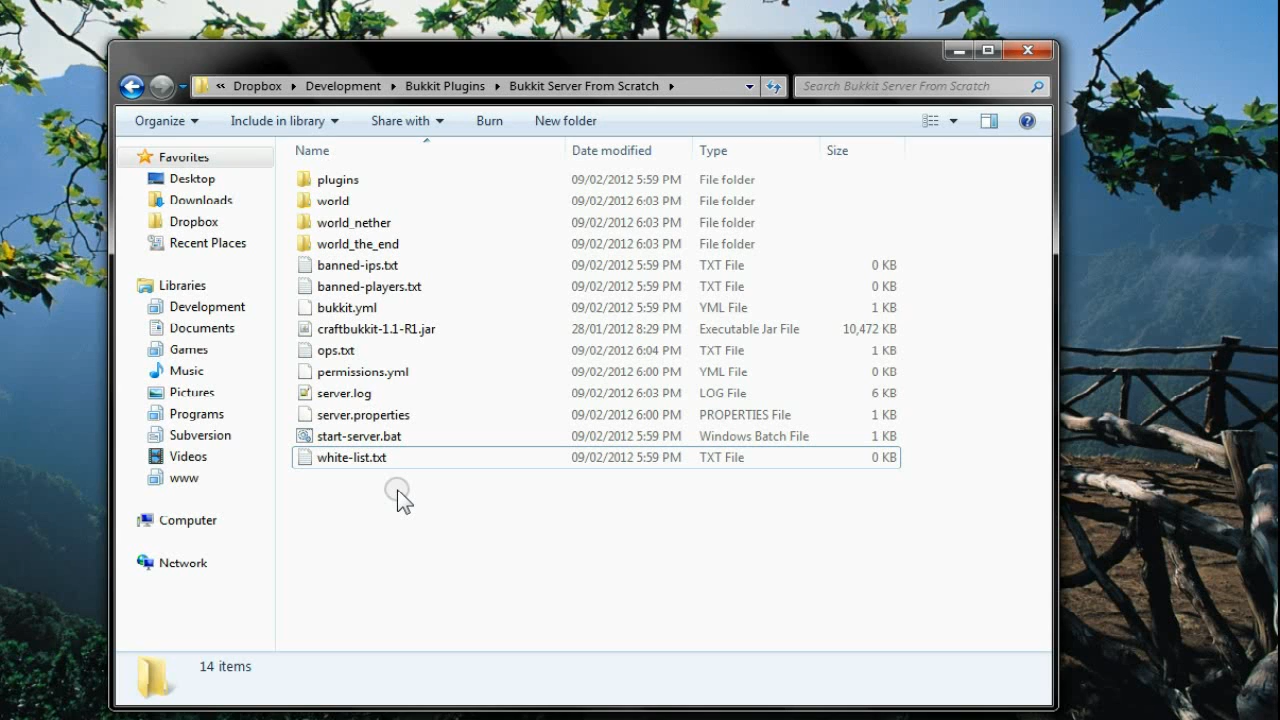 « Dropbox Development Bukkit Plugins Bukkit Server From Scratch Search Bukkit Server From Scratch
Organize Include in library Share with Burn New folder
Name Date modified Type Size
Favorites
Desktop
Downloads
Dropbox
Recent Places
Libraries
Development
Documents
Games
Music
Pictures
Programs
Subversion
Videos
www
Computer
Network
plugins 09/02/2012 5:59 PM File folder
world 09/02/2012 6:03 PM File folder
world_nether 09/02/2012 6:03 PM File folder
world_the_end 09/02/2012 6:03 PM File folder
banned-ips.txt 09/02/2012 5:59 PM TXT File 0 KB
banned-players.txt 09/02/2012 5:59 PM TXT File 0 KB
bukkit.yml 09/02/2012 5:59 PM YML File 1 KB
craftbukkit-1.1-R1.jar 28/01/2012 8:29 PM Executable Jar File 10,472 KB
ops.txt 09/02/2012 6:04 PM TXT File 1 KB
permissions.yml 09/02/2012 6:00 PM YML File 0 KB
server.log 09/02/2012 6:03 PM LOG File 6 KB
server.properties 09/02/2012 6:00 PM PROPERTIES File 1 KB
start-server.bat 09/02/2012 5:59 PM Windows Batch File 1 KB
white-list.txt 09/02/2012 5:59 PM TXT File 0 KB
14 items